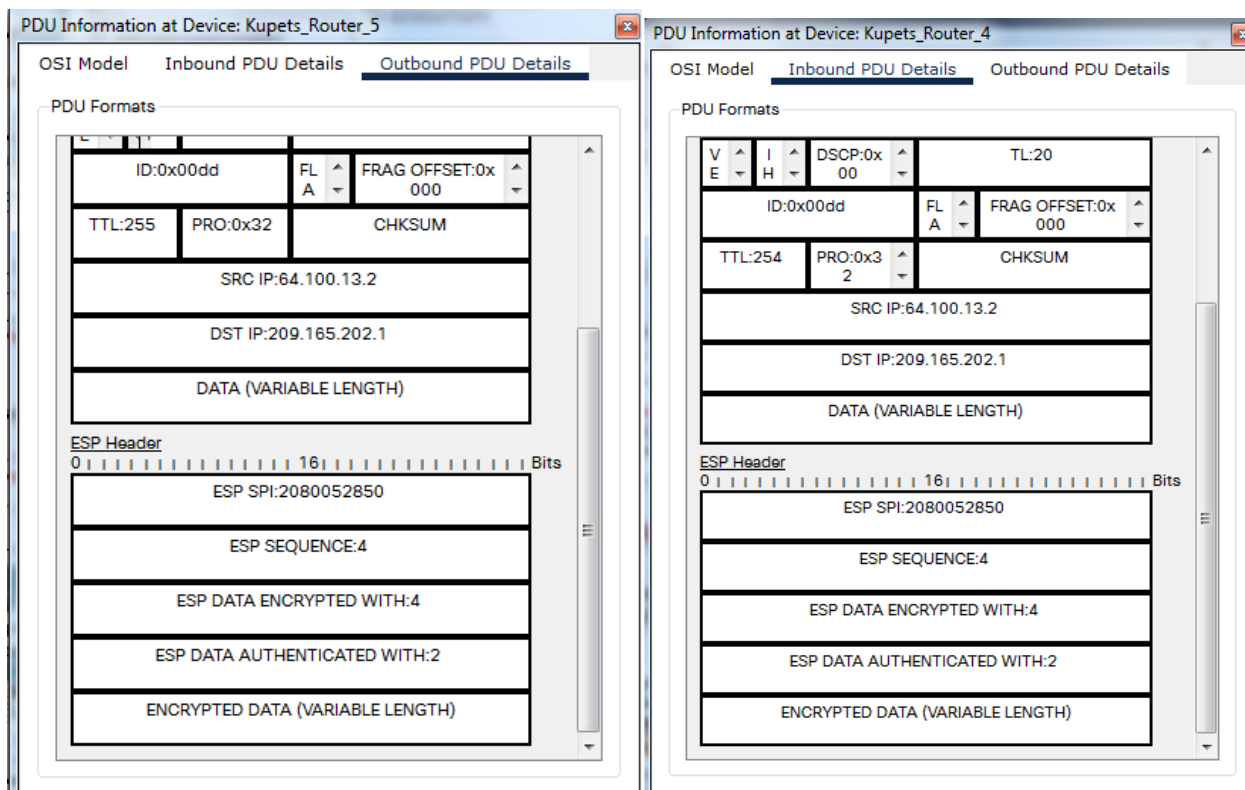 PDU Information at Device: Kupets_Router_5
OSI Model Inbound PDU Details Outbound PDU Details
PDU Formats
ID:0x00dd FL A FRAG OFFSET:0x 000
TTL:255 PRO:0x32 CHKSUM
SRC IP:64.100.13.2
DST IP:209.165.202.1
DATA (VARIABLE LENGTH)
ESP Header
0 16 Bits
ESP SPI:2080052850
ESP SEQUENCE:4
ESP DATA ENCRYPTED WITH:4
ESP DATA AUTHENTICATED WITH:2
ENCRYPTED DATA (VARIABLE LENGTH)
PDU Information at Device: Kupets_Router_4
OSI Model Inbound PDU Details Outbound PDU Details
PDU Formats
V E I H DSCP:0x 00 TL:20
ID:0x00dd FL A FRAG OFFSET:0x 000
TTL:254 PRO:0x3 2 CHKSUM
SRC IP:64.100.13.2
DST IP:209.165.202.1
DATA (VARIABLE LENGTH)
ESP Header
0 16 Bits
ESP SPI:2080052850
ESP SEQUENCE:4
ESP DATA ENCRYPTED WITH:4
ESP DATA AUTHENTICATED WITH:2
ENCRYPTED DATA (VARIABLE LENGTH)